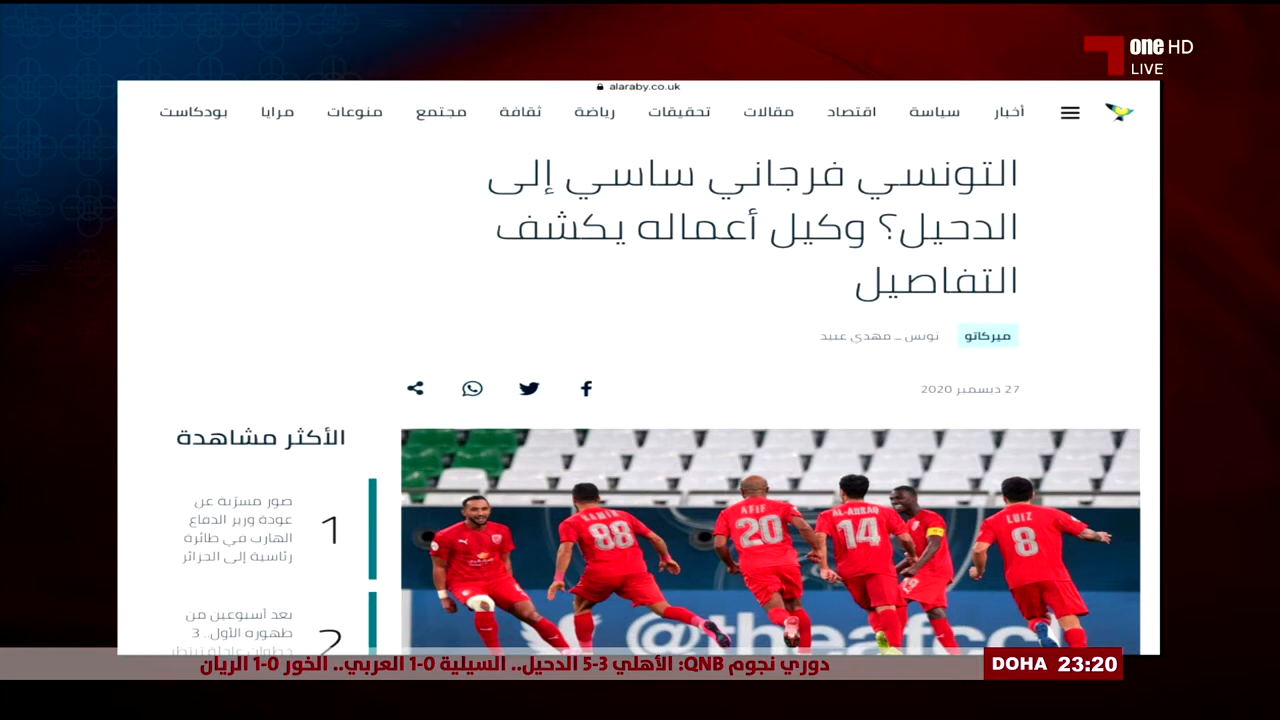 one HD
LIVE
alaraby.co.uk
أخبار سياسة اقتصاد مقالات تحقيقات رياضة ثقافة مجتمع منوعات مرايا بودكاست
التونسي فرجاني ساسي إلى
الدحيل؟ وكيل أعماله يكشف
التفاصيل
ميركاتو تونس ــ مهدي عبيد
27 ديسمبر 2020
الأكثر مشاهدة
1
صور مسربة عن
عودة وزير الدفاع
الهارب في طائرة
رئاسية إلى الجزائر
2
بعد أسبوعين من
ظهوره الأول.. 3
KARIM
88
AFIF
20
AL-AHRAQ
14
LUIZ
8
@theafcc
DOHA 23:20
دوري نجوم QNB: الأهلي 3-5 الدحيل.. السيلية 0-1 العربي.. الخور 0-1 الريان